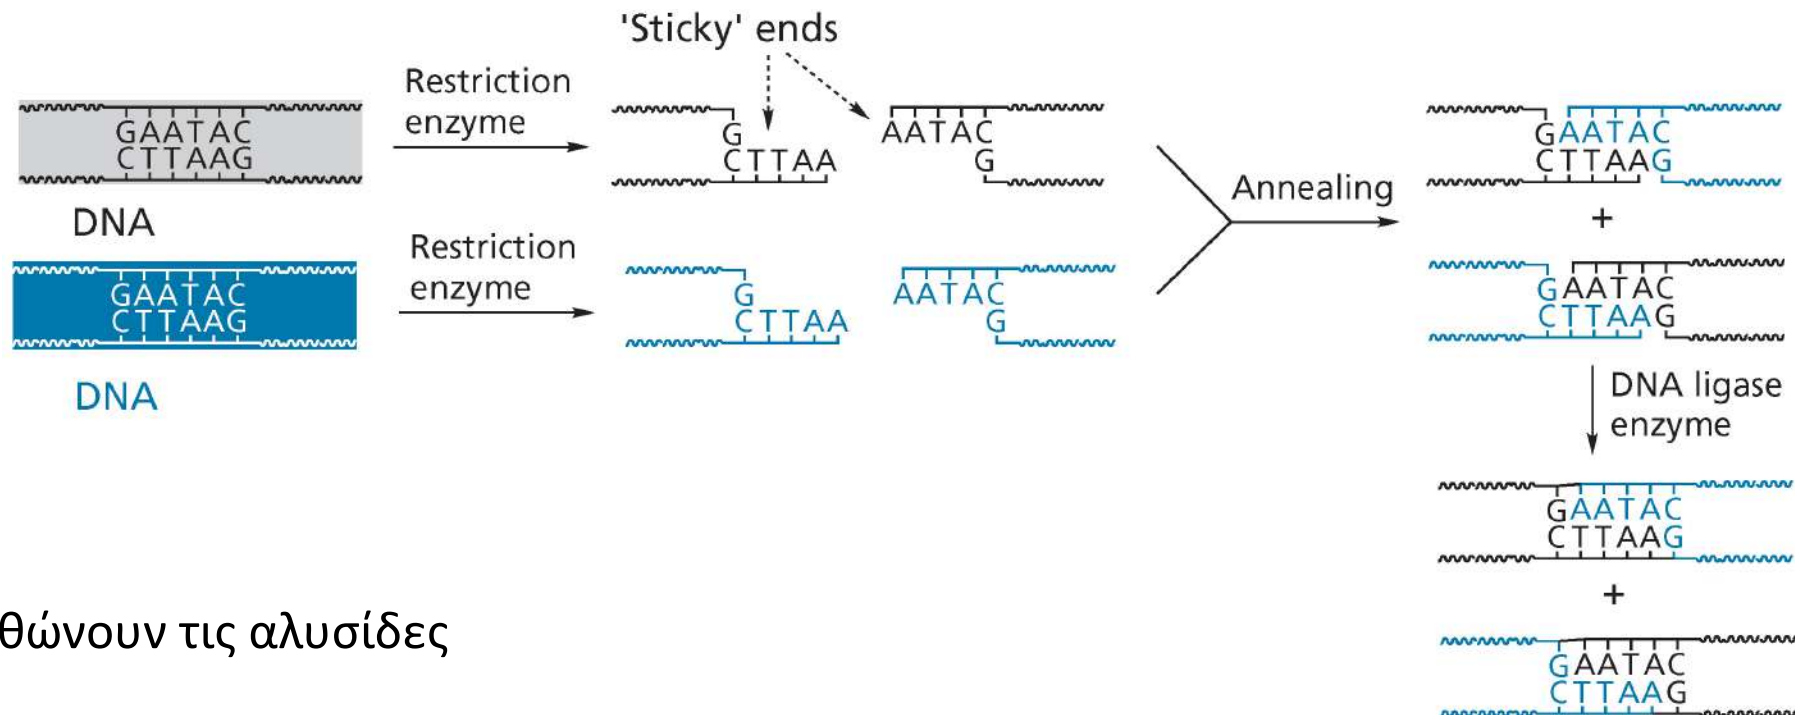 'Sticky' ends
Restriction
enzyme
GAATAC
CTTAAG
DNA
G
CTTAA
AATAC
G
Restriction
enzyme
GAATAC
CTTAAG
DNA
G
CTTAA
AATAC
G
Annealing
GAATAC
CTTAAG
+
GAATAC
CTTAAG
DNA ligase
enzyme
GAATAC
CTTAAG
+
GAATAC
CTTAAG
θώνουν τις αλυσίδες